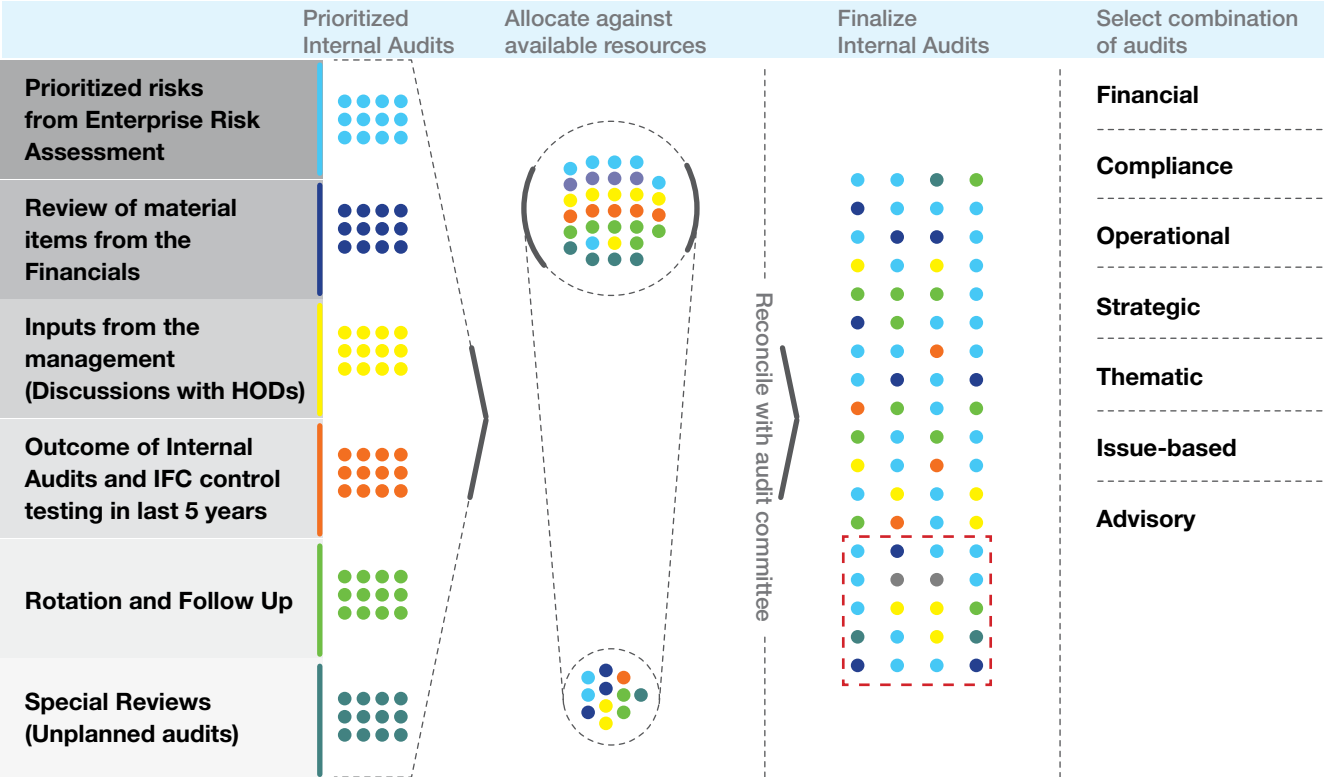 Prioritized
Internal Audits
Allocate against
available resources
Finalize
Internal Audits
Select combination
of audits
Prioritized risks
from Enterprise Risk
Assessment
Review of material
items from the
Financials
Inputs from the
management
(Discussions with HODs)
Outcome of Internal
Audits and IFC control
testing in last 5 years
Rotation and Follow Up
Special Reviews
(Unplanned audits)
Reconcile with audit committee
Financial
Compliance
Operational
Strategic
Thematic
Issue-based
Advisory